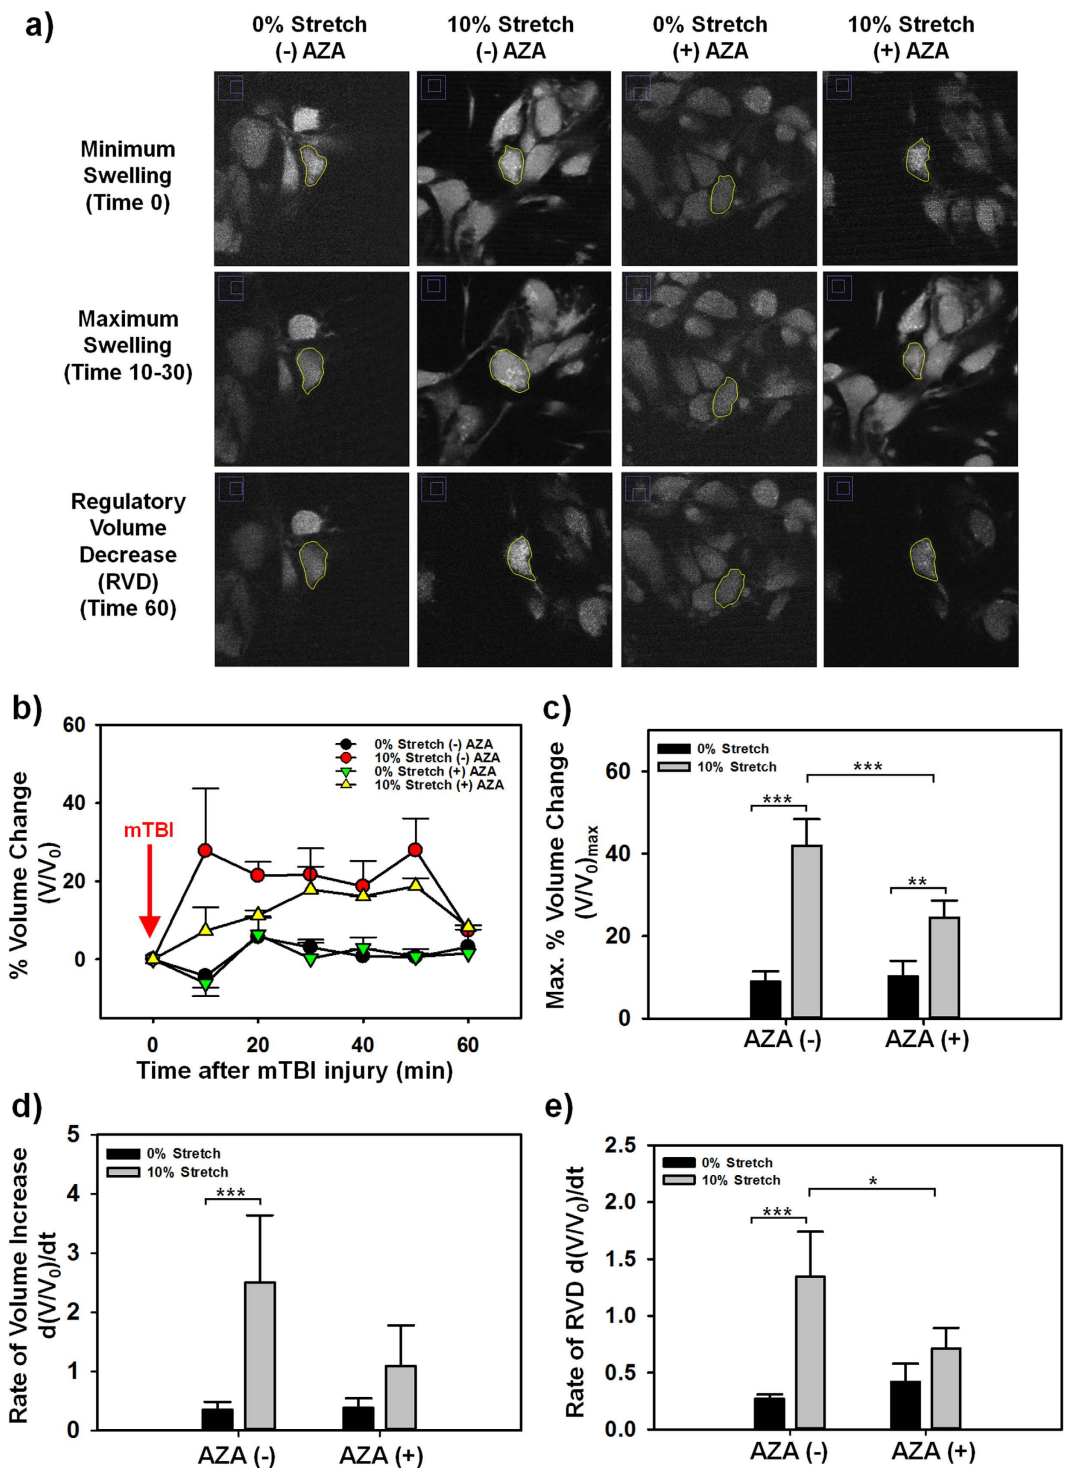 a)
0% Stretch
(-) AZA
10% Stretch
(-) AZA
0% Stretch
(+) AZA
10% Stretch
(+) AZA
Minimum
Swelling
(Time 0)
Maximum
Swelling
(Time 10-30)
Regulatory
Volume
Decrease
(RVD)
(Time 60)
b)
% Volume Change
(V/V0)
60
40
20
0
mTBI
0% Stretch (-) AZA
10% Stretch (-) AZA
0% Stretch (+) AZA
10% Stretch (+) AZA
0 20 40 60
Time after mTBI injury (min)
c)
Max. % Volume Change
(V/V0)max
60
40
20
0
0% Stretch
10% Stretch
***
***
**
AZA (-) AZA (+)
d)
Rate of Volume Increase
d(V/V0)/dt
5
4
3
2
1
0
0% Stretch
10% Stretch
***
AZA (-) AZA (+)
e)
Rate of RVD d(V/V0)/dt
2.5
2.0
1.5
1.0
0.5
0.0
0% Stretch
10% Stretch
***
*
AZA (-) AZA (+)